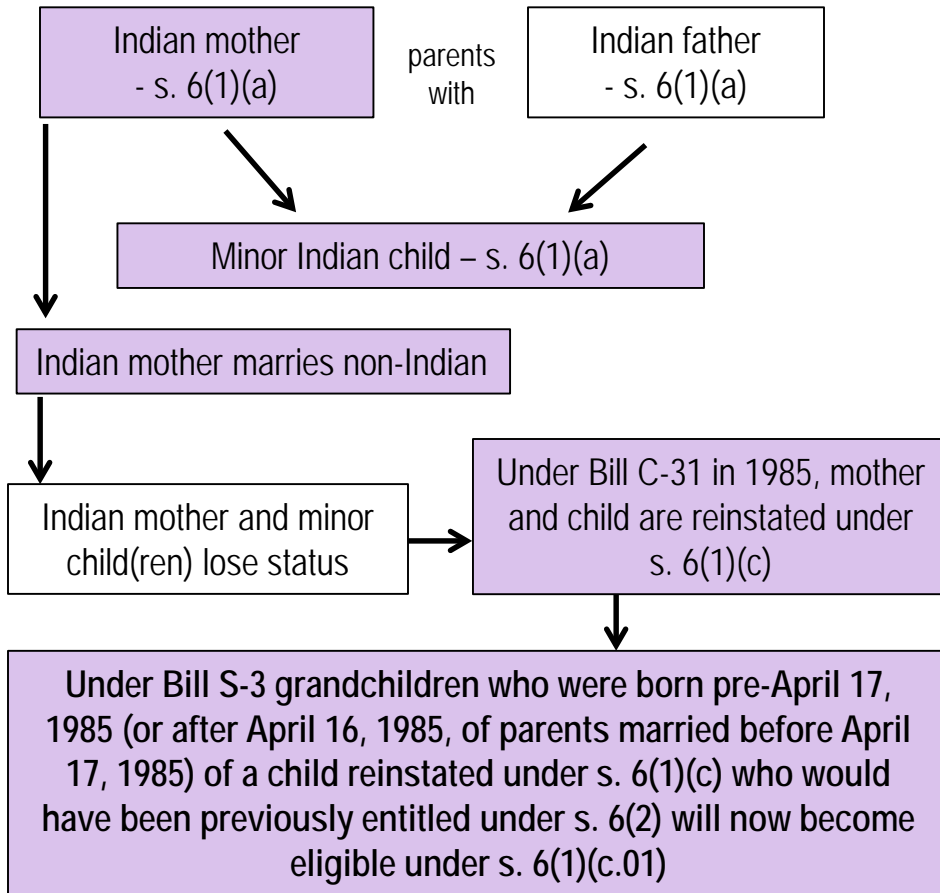 Indian mother
- s. 6(1)(a)
parents
with
Indian father
- s. 6(1)(a)
Minor Indian child – s. 6(1)(a)
Indian mother marries non-Indian
Indian mother and minor
child(ren) lose status
Under Bill C-31 in 1985, mother
and child are reinstated under
s. 6(1)(c)
Under Bill S-3 grandchildren who were born pre-April 17,
1985 (or after April 16, 1985, of parents married before April
17, 1985) of a child reinstated under s. 6(1)(c) who would
have been previously entitled under s. 6(2) will now become
eligible under s. 6(1)(c.01)